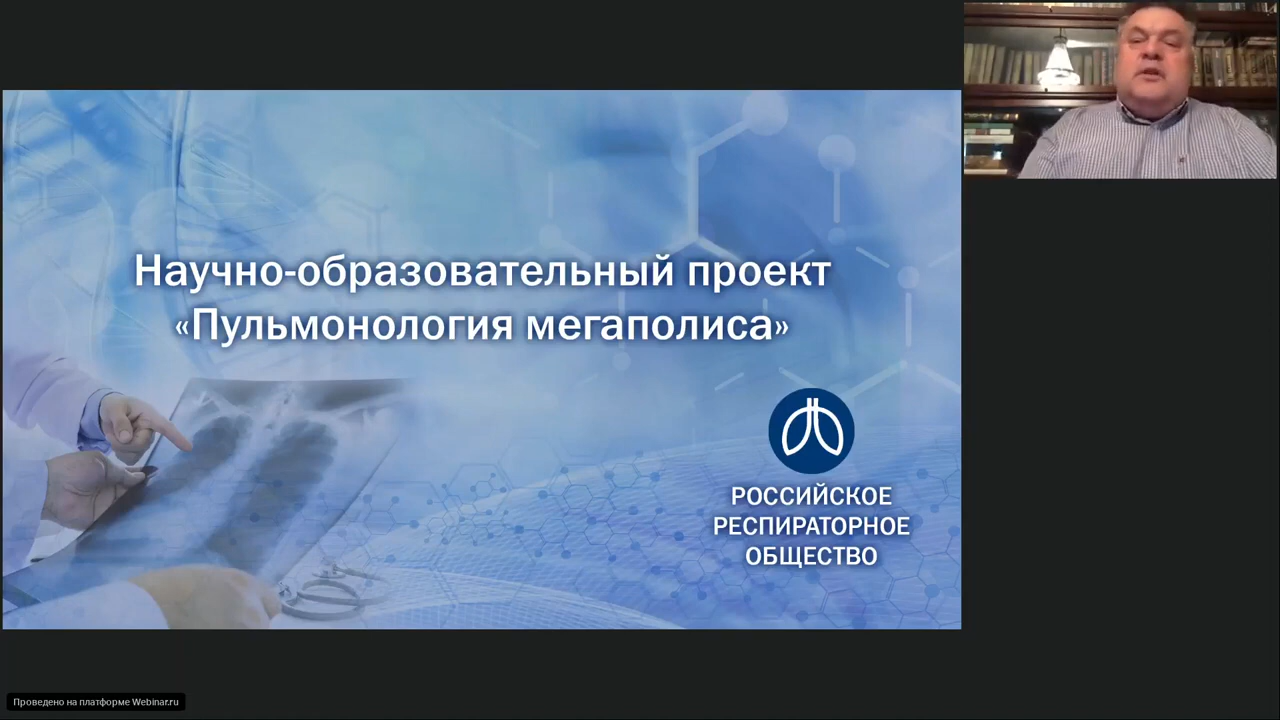 Научно-образовательный проект
«Пульмонология мегаполиса»
РОССИЙСКОЕ
РЕСПИРАТОРНОЕ
ОБЩЕСТВО
Проведено на платформе Webinar.ru